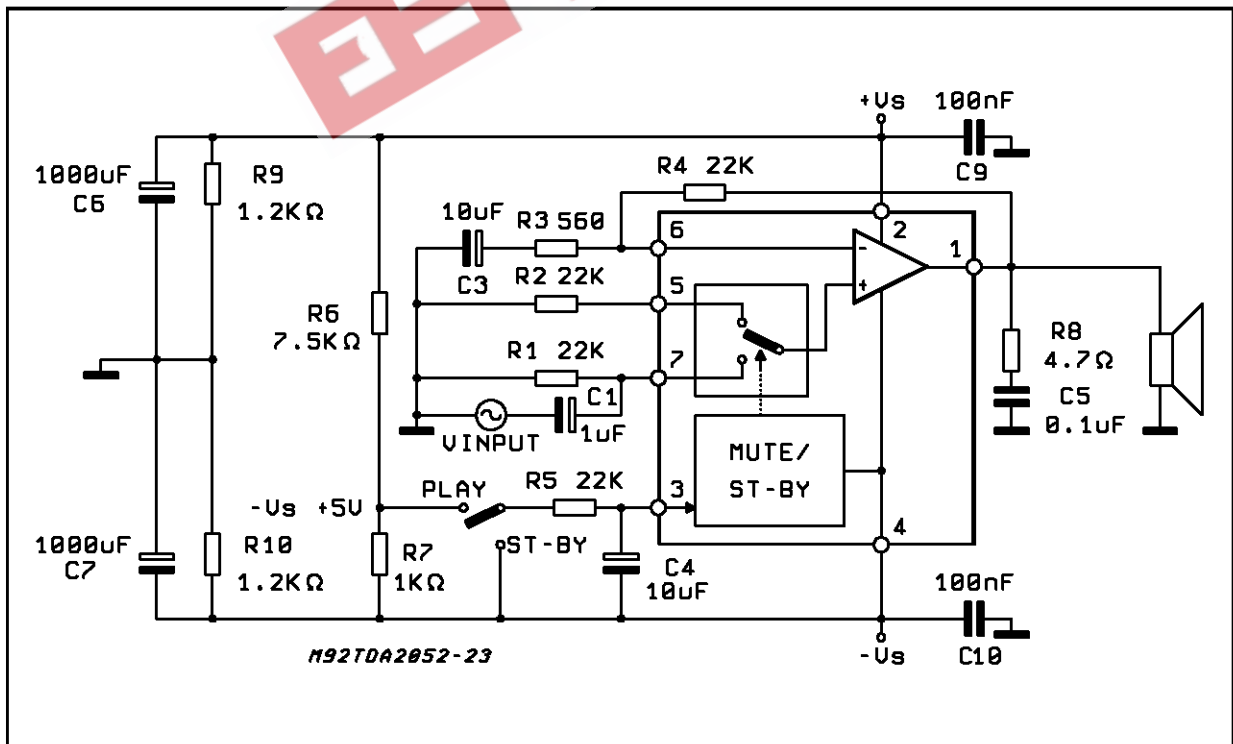 +Vs 100nF
C9
1000uF
C6
R9
1.2KΩ
R4 22K
10uF
C3
R3 560
6
2
1
R2 22K
5
R6
7.5KΩ
R1 22K
7
C1
1uF
VINPUT
-
+
R8
4.7Ω
C5
0.1uF
MUTE/
ST-BY
PLAY
R5 22K
3
-Vs +5V
ST-BY
4
1000uF
C7
R10
1.2KΩ
R7
1KΩ
C4
10uF
100nF
C10
-Vs
M92TDA2052-23